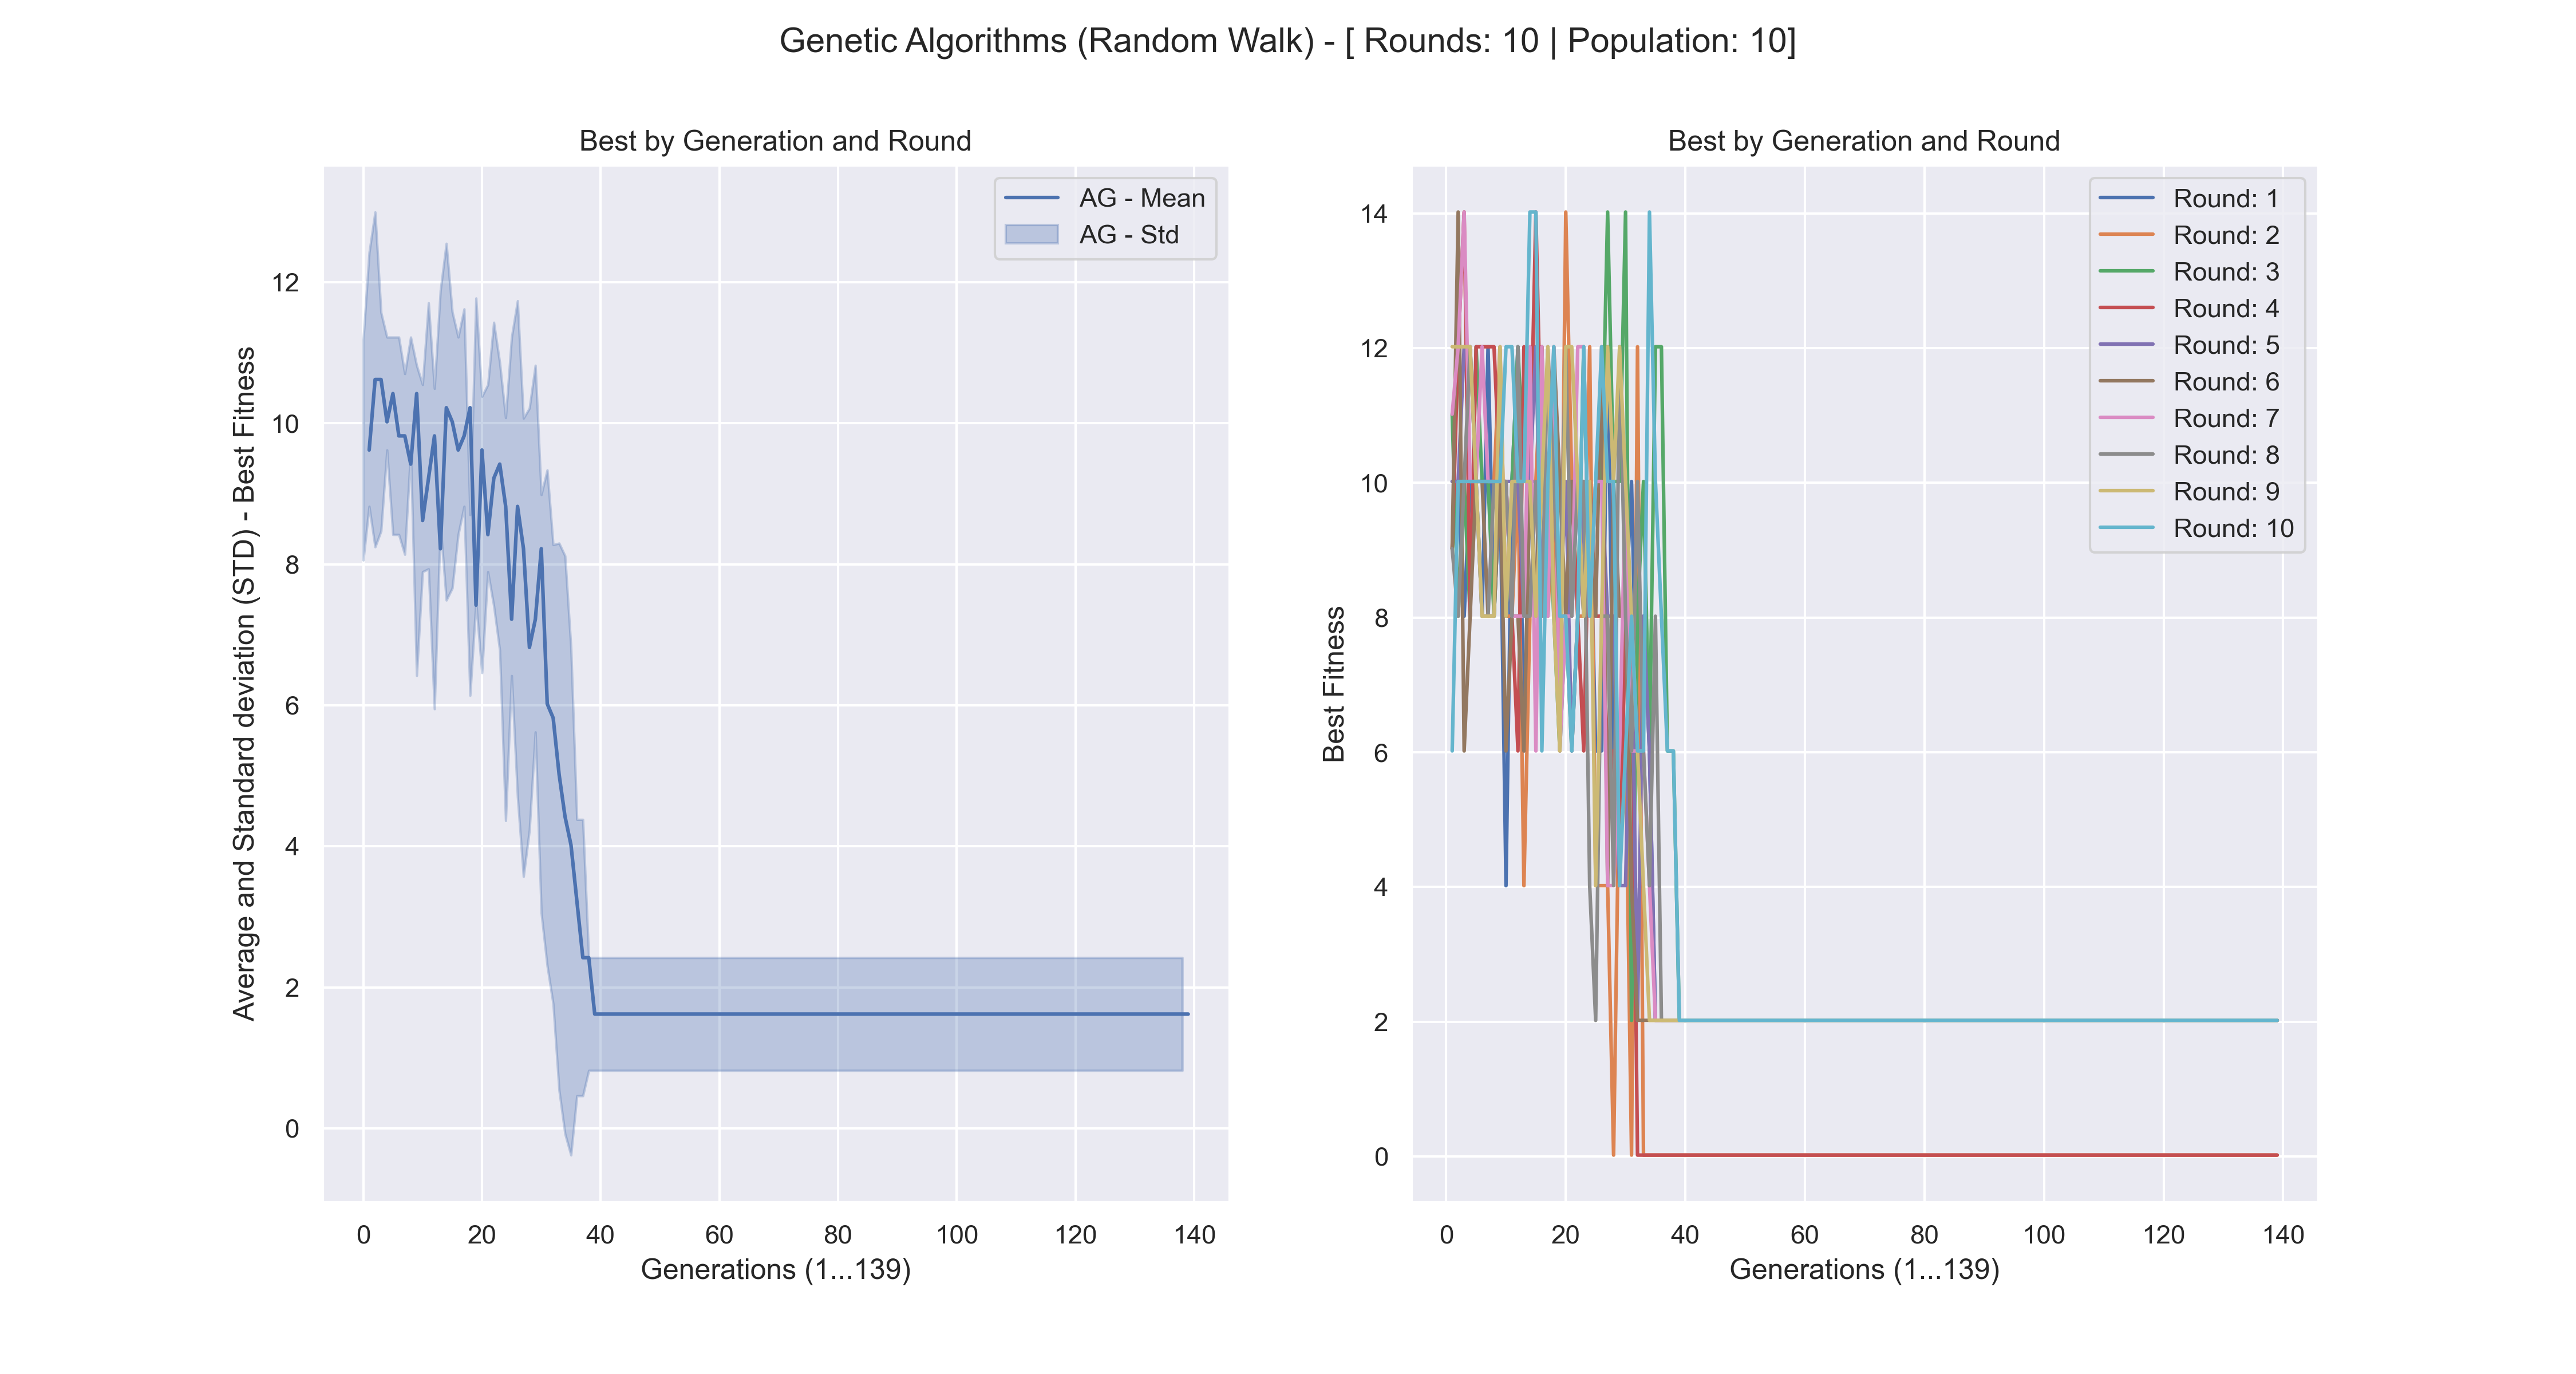 Genetic Algorithms (Random Walk) - [ Rounds: 10 | Population: 10]
Best by Generation and Round
AG - Mean
AG - Std
12
10
8
6
4
2
0
Average and Standard deviation (STD) - Best Fitness
0 20 40 60 80 100 120 140
Generations (1...139)
Best by Generation and Round
Round: 1
Round: 2
Round: 3
Round: 4
Round: 5
Round: 6
Round: 7
Round: 8
Round: 9
Round: 10
14
12
10
8
6
4
2
0
Best Fitness
0 20 40 60 80 100 120 140
Generations (1...139)